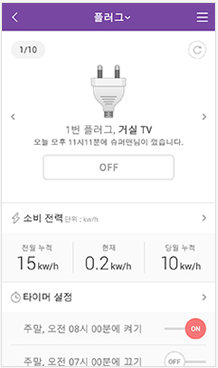 플러그
1/10
1번 플러그, 거실 TV
오늘 오후 11시11분에 슈퍼맨님이 껐습니다.
OFF
소비 전력 단위 : kw/h
전월 누적 현재 당월 누적
15kw/h 0.2kw/h 10kw/h
타이머 설정
주말, 오전 08시 00분에 켜기 ON
주말, 오전 07시 00분에 끄기 OFF